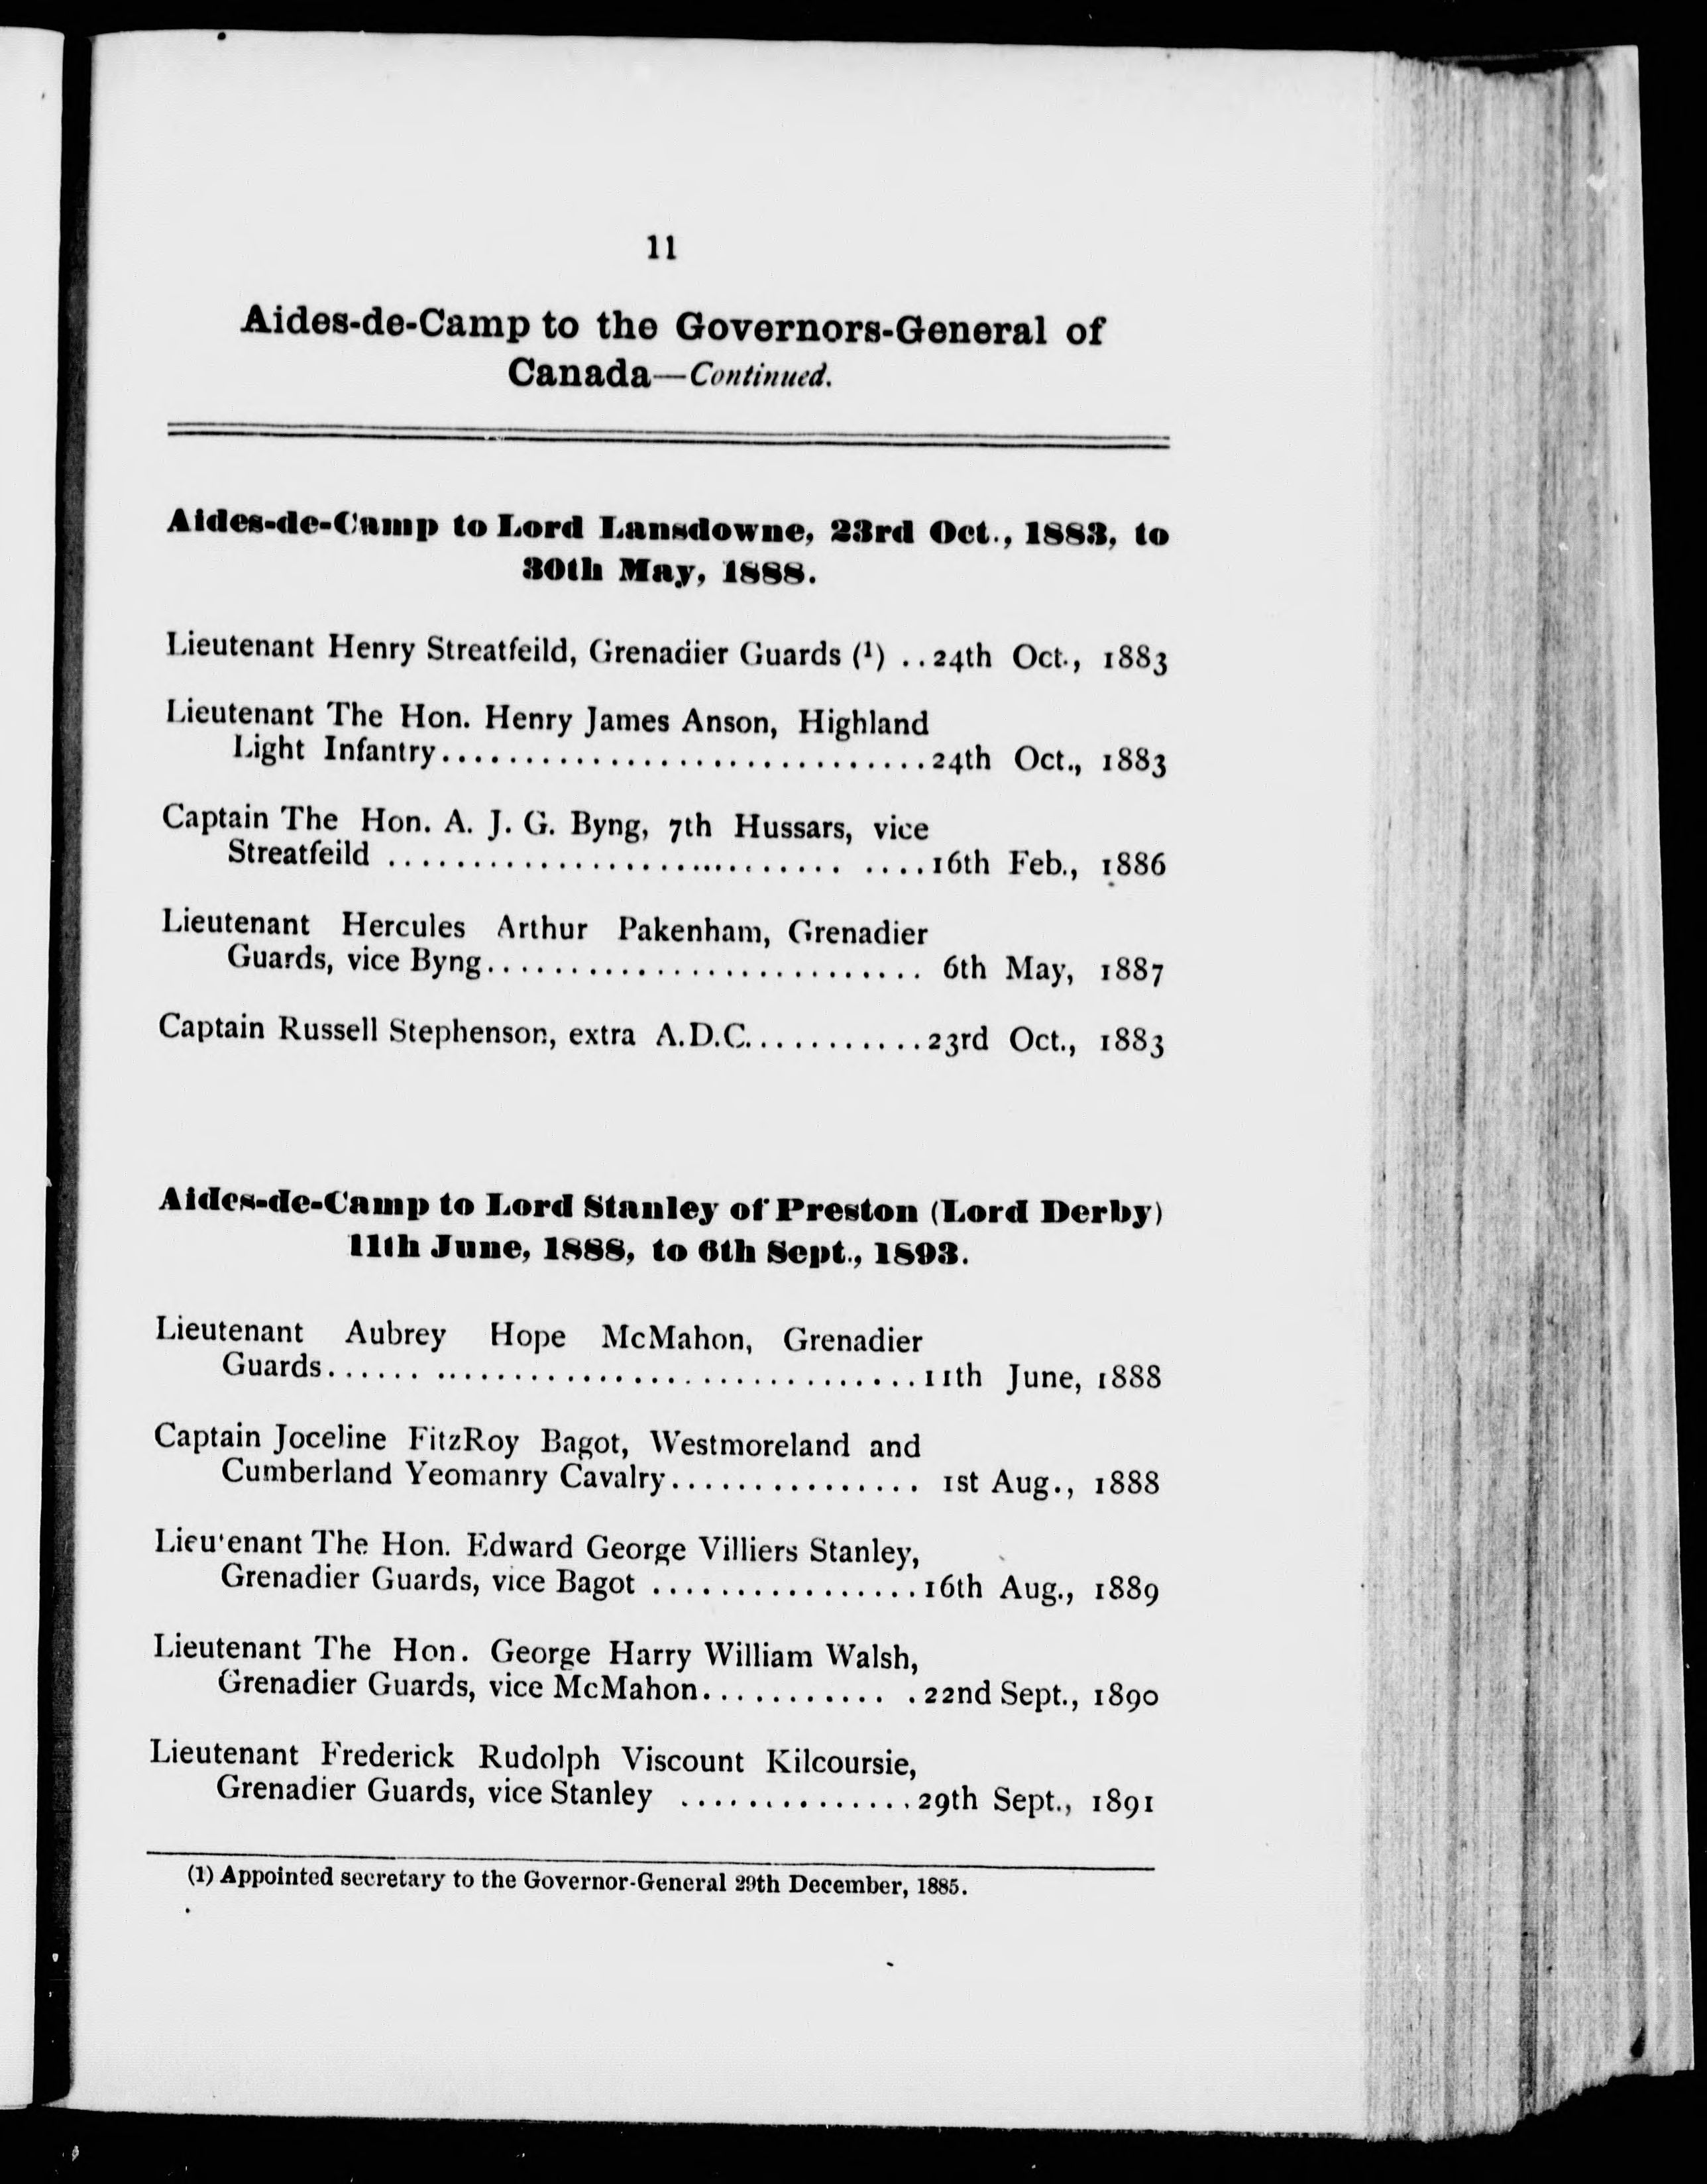 11
Aides-de-Camp to the Governors-General of
Canada—Continued.
Aides-de-Camp to Lord Lansdowne, 23rd Oct., 1883, to
30th May, 1888.
Lieutenant Henry Streatfeild, Grenadier Guards (1) ..24th Oct., 1883
Lieutenant The Hon. Henry James Anson, Highland
Light Infantry.............................24th Oct., 1883
Captain The Hon. A. J. G. Byng, 7th Hussars, vice
Streatfeild ............................ ....16th Feb., 1886
Lieutenant Hercules Arthur Pakenham, Grenadier
Guards, vice Byng.......................... 6th May, 1887
Captain Russell Stephenson, extra A.D.C...........23rd Oct., 1883
Aides-de-Camp to Lord Stanley of Preston (Lord Derby)
11th June, 1888, to 6th Sept., 1893.
Lieutenant Aubrey Hope McMahon, Grenadier
Guards...... .............................11th June, 1888
Captain Joceline FitzRoy Bagot, Westmoreland and
Cumberland Yeomanry Cavalry............... 1st Aug., 1888
Lieu'enant The Hon. Edward George Villiers Stanley,
Grenadier Guards, vice Bagot ................16th Aug., 1889
Lieutenant The Hon. George Harry William Walsh,
Grenadier Guards, vice McMahon........... .22nd Sept., 1890
Lieutenant Frederick Rudolph Viscount Kilcoursie,
Grenadier Guards, vice Stanley ..............29th Sept., 1891
(1) Appointed secretary to the Governor-General 29th December, 1885.